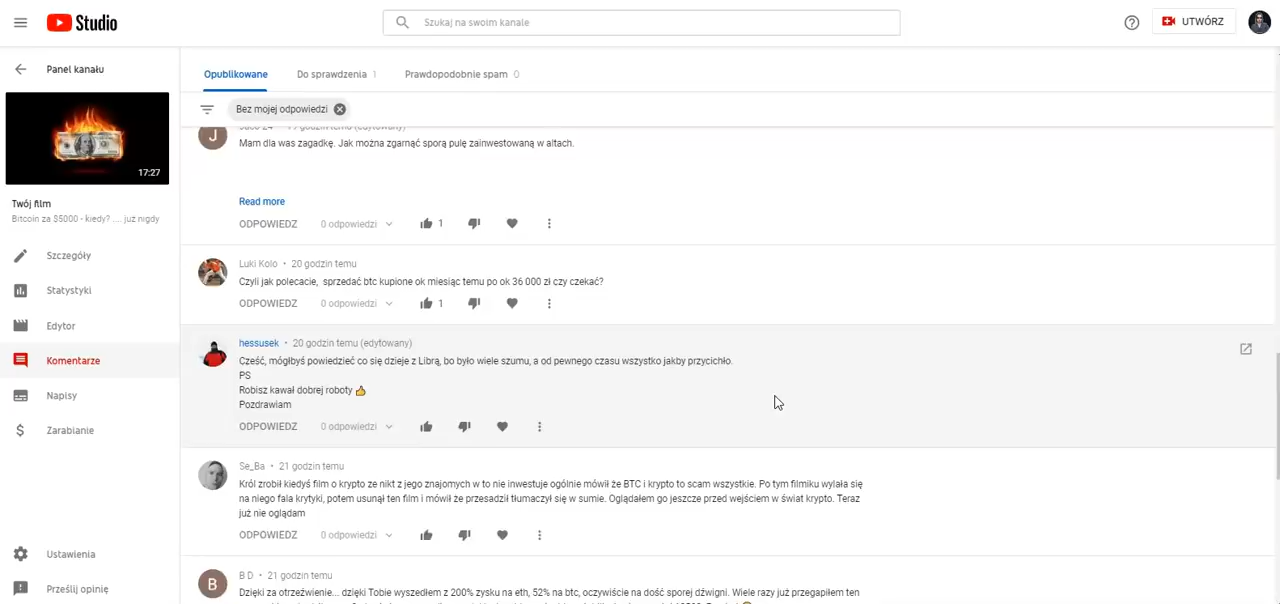 Studio
Szukaj na swoim kanale
UTWÓRZ
Panel kanału
17:27
Twój film
Bitcoin za $5000 - kiedy? .... już nigdy
Szczegóły
Statystyki
Edytor
Komentarze
Napisy
Zarabianie
Ustawienia
Prześlij opinię
Opublikowane
Do sprawdzenia 1
Prawdopodobnie spam 0
Bez mojej odpowiedzi
J
19 godzin temu (edytowany)
Mam dla was zagadkę. Jak można zgarnąć sporą pulę zainwestowaną w altach.
Read more
ODPOWIEDZ 0 odpowiedzi 1
Luki Kolo • 20 godzin temu
Czyli jak polecacie, sprzedać btc kupione ok miesiąc temu po ok 36 000 zł czy czekać?
ODPOWIEDZ 0 odpowiedzi 1
hessusek • 20 godzin temu (edytowany)
Cześć, mógłbyś powiedzieć co się dzieje z Librą, bo było wiele szumu, a od pewnego czasu wszystko jakby przycichło.
PS
Robisz kawał dobrej roboty 👍
Pozdrawiam
ODPOWIEDZ 0 odpowiedzi
Se_Ba • 21 godzin temu
Król zrobił kiedyś film o krypto ze nikt z jego znajomych w to nie inwestuje ogólnie mówił że BTC i krypto to scam wszystkie. Po tym filmiku wylała się
na niego fala krytyki, potem usunął ten film i mówił że przesadził tłumaczył się w sumie. Oglądałem go jeszcze przed wejściem w świat krypto. Teraz
już nie oglądam
ODPOWIEDZ 0 odpowiedzi
B
B D • 21 godzin temu
Dzięki za otrzeźwienie... dzięki Tobie wyszedłem z 200% zysku na eth, 52% na btc, oczywiście na dość sporej dźwigni. Wiele razy już przegapiłem ten